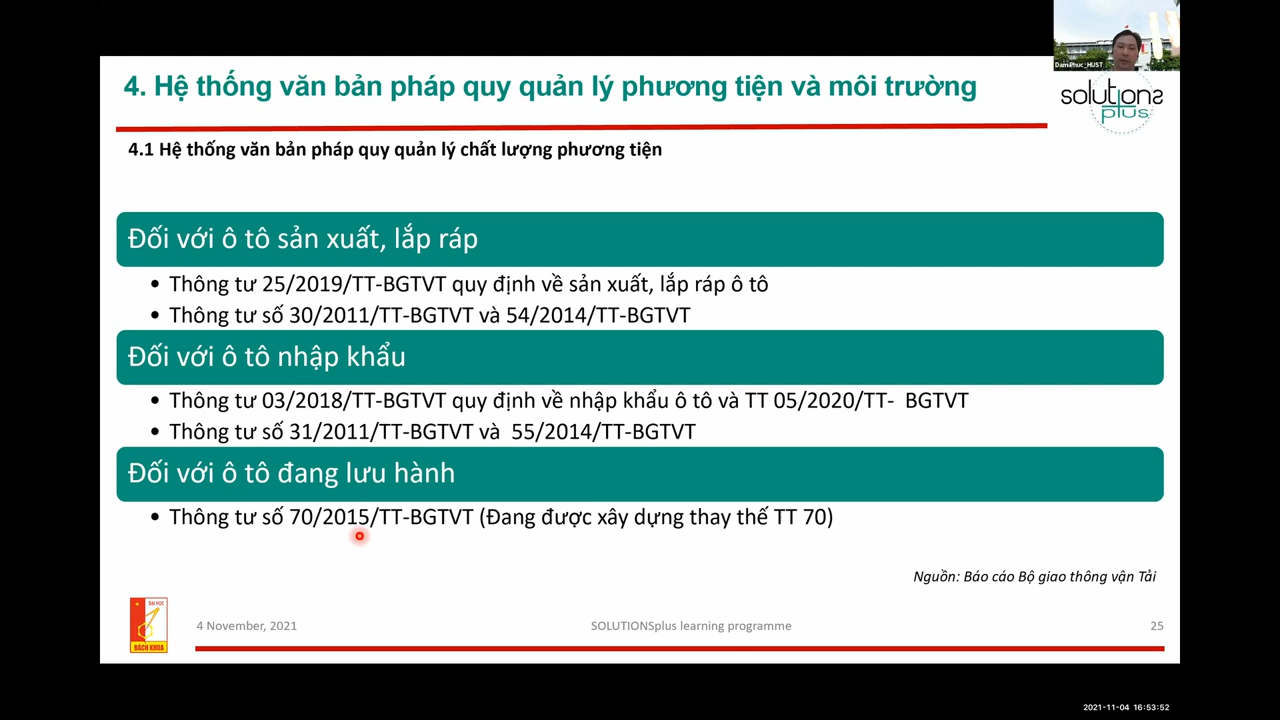 DamPhuc_HUST
solutions
plus
4. Hệ thống văn bản pháp quy quản lý phương tiện và môi trường
4.1 Hệ thống văn bản pháp quy quản lý chất lượng phương tiện
Đối với ô tô sản xuất, lắp ráp
• Thông tư 25/2019/TT-BGTVT quy định về sản xuất, lắp ráp ô tô
• Thông tư số 30/2011/TT-BGTVT và 54/2014/TT-BGTVT
Đối với ô tô nhập khẩu
• Thông tư 03/2018/TT-BGTVT quy định về nhập khẩu ô tô và TT 05/2020/TT- BGTVT
• Thông tư số 31/2011/TT-BGTVT và 55/2014/TT-BGTVT
Đối với ô tô đang lưu hành
• Thông tư số 70/2015/TT-BGTVT (Đang được xây dựng thay thế TT 70)
Nguồn: Báo cáo Bộ giao thông vận Tải
ĐẠI HỌC
BÁCH KHOA
4 November, 2021
SOLUTIONSplus learning programme
25
2021-11-04 16:53:52